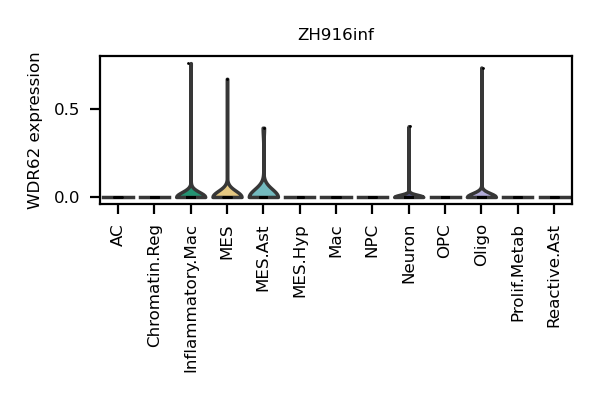 ZH916inf
WDR62 expression
0.5
0.0
AC
Chromatin.Reg
Inflammatory.Mac
MES
MES.Ast
MES.Hyp
Mac
NPC
Neuron
OPC
Oligo
Prolif.Metab
Reactive.Ast